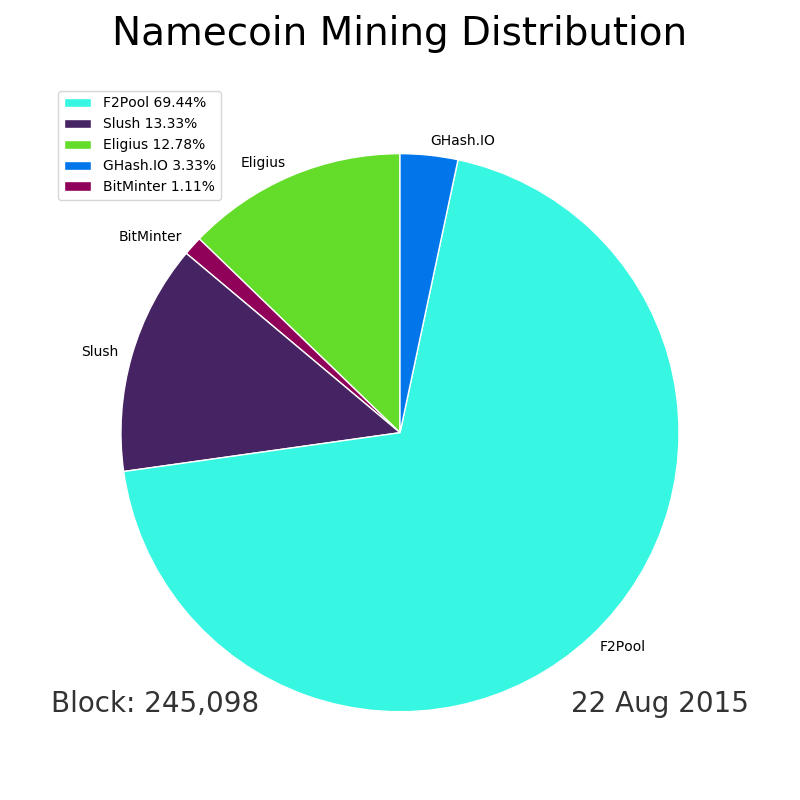 Namecoin Mining Distribution
F2Pool 69.44%
Slush 13.33%
Eligius 12.78%
GHash.IO 3.33%
BitMinter 1.11%
GHash.IO
Eligius
BitMinter
Slush
F2Pool
Block: 245,098
22 Aug 2015